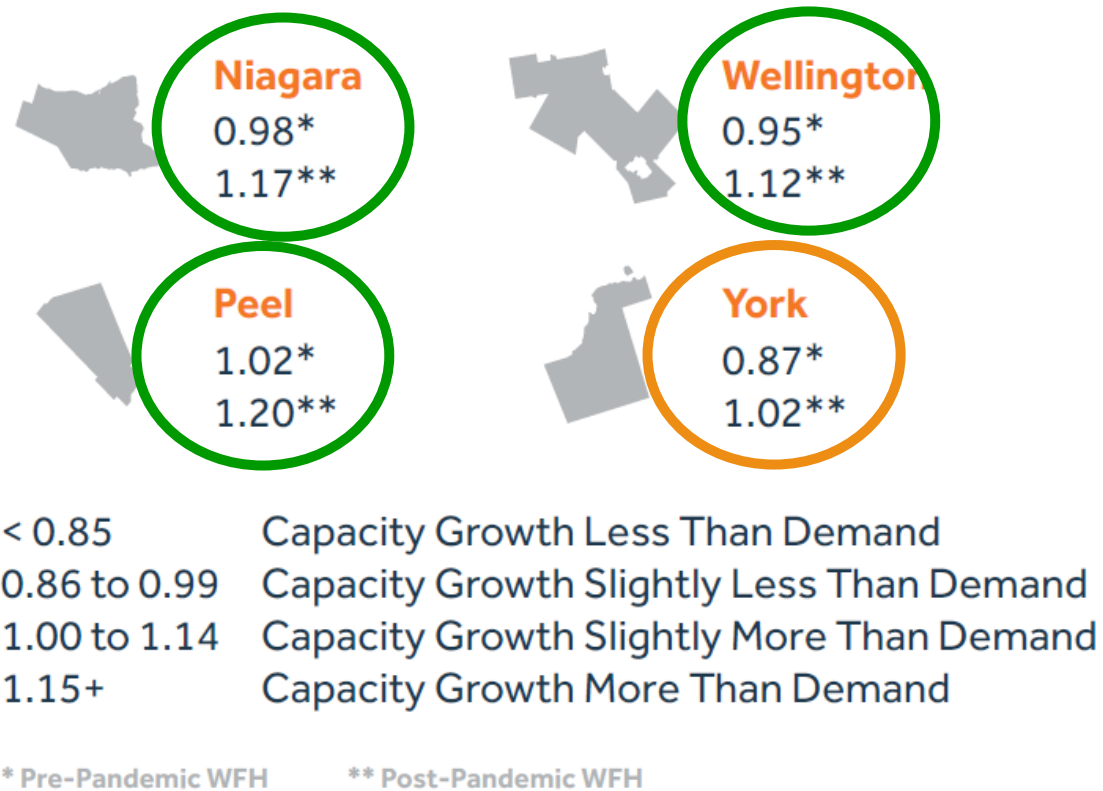 Niagara
0.98*
1.17**
Wellington
0.95*
1.12**
Peel
1.02*
1.20**
York
0.87*
1.02**
< 0.85 Capacity Growth Less Than Demand
0.86 to 0.99 Capacity Growth Slightly Less Than Demand
1.00 to 1.14 Capacity Growth Slightly More Than Demand
1.15+ Capacity Growth More Than Demand
* Pre-Pandemic WFH ** Post-Pandemic WFH